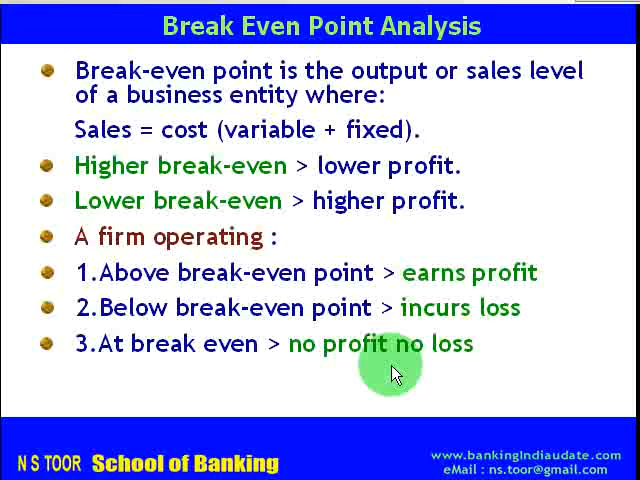 Break Even Point Analysis
Break-even point is the output or sales level
of a business entity where:
Sales = cost (variable + fixed).
Higher break-even > lower profit.
Lower break-even > higher profit.
A firm operating :
1.Above break-even point > earns profit
2.Below break-even point > incurs loss
3.At break even > no profit no loss
N S TOOR School of Banking
www.bankingIndiaudate.com
eMail : ns.toor@gmail.com